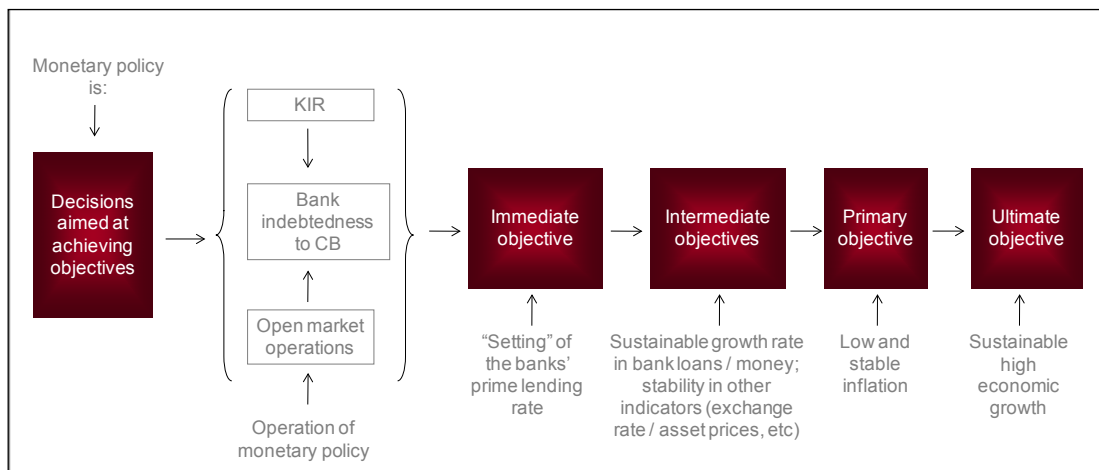 Monetary policy
is:
Decisions
aimed at
achieving
objectives
KIR
Bank
indebtedness
to CB
Open market
operations
Operation of
monetary policy
Immediate
objective
“Setting” of
the banks’
prime lending
rate
Intermediate
objectives
Sustainable growth rate
in bank loans / money;
stability in other
indicators (exchange
rate / asset prices, etc)
Primary
objective
Low and
stable
inflation
Ultimate
objective
Sustainable
high
economic
growth